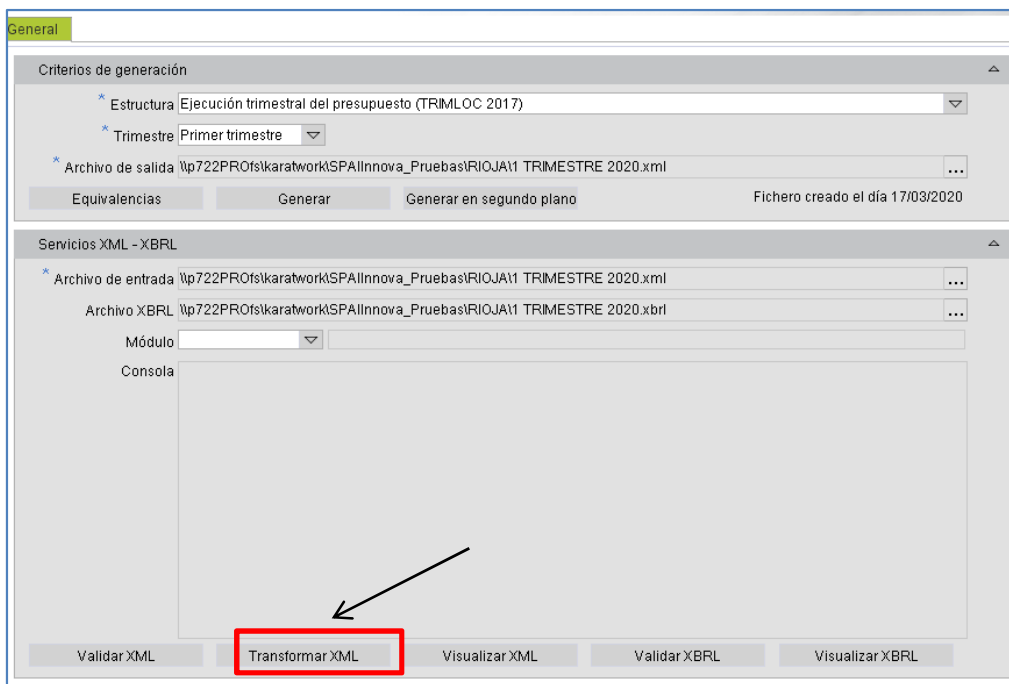 General
Criterios de generación
* Estructura Ejecución trimestral del presupuesto (TRIMLOC 2017)
* Trimestre Primer trimestre
* Archivo de salida \\p722PROfs\karatwork\SPAIInnova_Pruebas\RIOJA\1 TRIMESTRE 2020.xml ...
Equivalencias Generar Generar en segundo plano Fichero creado el día 17/03/2020
Servicios XML - XBRL
* Archivo de entrada \\p722PROfs\karatwork\SPAIInnova_Pruebas\RIOJA\1 TRIMESTRE 2020.xml ...
Archivo XBRL \\p722PROfs\karatwork\SPAIInnova_Pruebas\RIOJA\1 TRIMESTRE 2020.xbrl ...
Módulo
Consola
Validar XML Transformar XML Visualizar XML Validar XBRL Visualizar XBRL